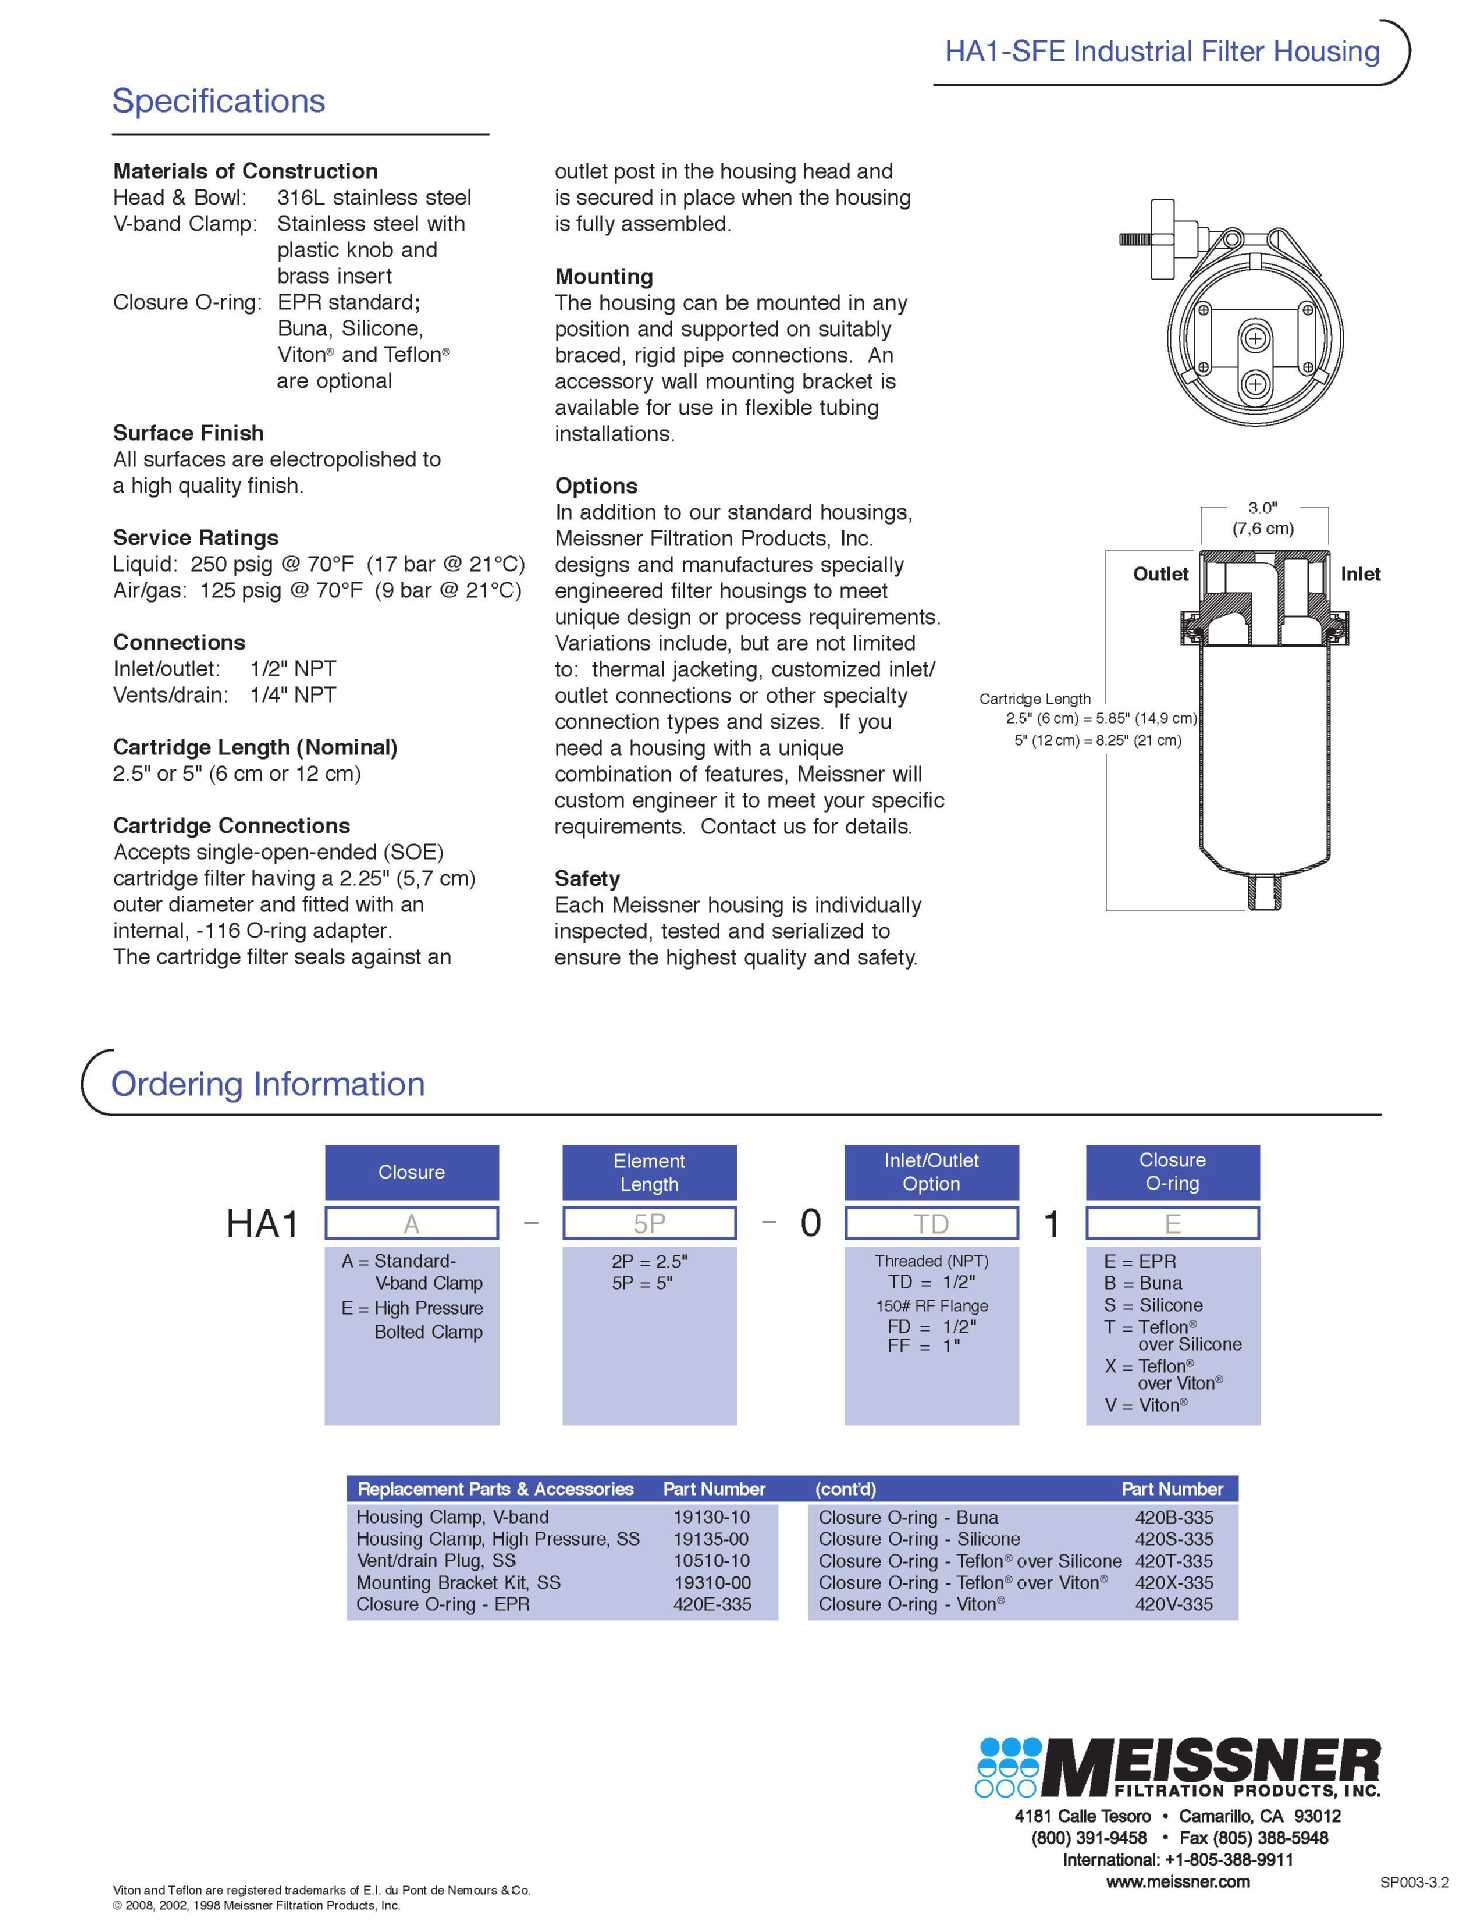 HA1-SFE Industrial Filter Housing
Specifications
Materials of Construction
Head & Bowl: 316L stainless steel
V-band Clamp: Stainless steel with
plastic knob and
brass insert
Closure O-ring: EPR standard;
Buna, Silicone,
Viton® and Teflon®
are optional
Surface Finish
All surfaces are electropolished to
a high quality finish.
Service Ratings
Liquid: 250 psig @ 70°F (17 bar @ 21°C)
Air/gas: 125 psig @ 70°F (9 bar @ 21°C)
Connections
Inlet/outlet: 1/2" NPT
Vents/drain: 1/4" NPT
Cartridge Length (Nominal)
2.5" or 5" (6 cm or 12 cm)
Cartridge Connections
Accepts single-open-ended (SOE)
cartridge filter having a 2.25" (5,7 cm)
outer diameter and fitted with an
internal, -116 O-ring adapter.
The cartridge filter seals against an
outlet post in the housing head and
is secured in place when the housing
is fully assembled.
Mounting
The housing can be mounted in any
position and supported on suitably
braced, rigid pipe connections. An
accessory wall mounting bracket is
available for use in flexible tubing
installations.
Options
In addition to our standard housings,
Meissner Filtration Products, Inc.
designs and manufactures specially
engineered filter housings to meet
unique design or process requirements.
Variations include, but are not limited
to: thermal jacketing, customized inlet/
outlet connections or other specialty
connection types and sizes. If you
need a housing with a unique
combination of features, Meissner will
custom engineer it to meet your specific
requirements. Contact us for details.
Safety
Each Meissner housing is individually
inspected, tested and serialized to
ensure the highest quality and safety.
3.0"
(7,6 cm)
Outlet Inlet
Cartridge Length
2.5" (6 cm) = 5.85" (14,9 cm)
5" (12 cm) = 8.25" (21 cm)
Ordering Information
Closure Element Length Inlet/Outlet Option Closure O-ring
HA1 A - 5P - 0 TD 1 E
A = Standard-
V-band Clamp
E = High Pressure
Bolted Clamp
2P = 2.5"
5P = 5"
Threaded (NPT)
TD = 1/2"
150# RF Flange
FD = 1/2"
FF = 1"
E = EPR
B = Buna
S = Silicone
T = Teflon®
over Silicone
X = Teflon®
over Viton®
V = Viton®
Replacement Parts & Accessories Part Number (cont'd) Part Number
Housing Clamp, V-band 19130-10 Closure O-ring - Buna 420B-335
Housing Clamp, High Pressure, SS 19135-00 Closure O-ring - Silicone 420S-335
Vent/drain Plug, SS 10510-10 Closure O-ring - Teflon® over Silicone 420T-335
Mounting Bracket Kit, SS 19310-00 Closure O-ring - Teflon® over Viton® 420X-335
Closure O-ring - EPR 420E-335 Closure O-ring - Viton® 420V-335
MEISSNER
FILTRATION PRODUCTS, INC.
4181 Calle Tesoro • Camarillo, CA 93012
(800) 391-9458 • Fax (805) 388-5948
International: +1-805-388-9911
www.meissner.com
SP003-3.2
Viton and Teflon are registered trademarks of E.I. du Pont de Nemours & Co.
© 2008, 2002, 1998 Meissner Filtration Products, Inc.